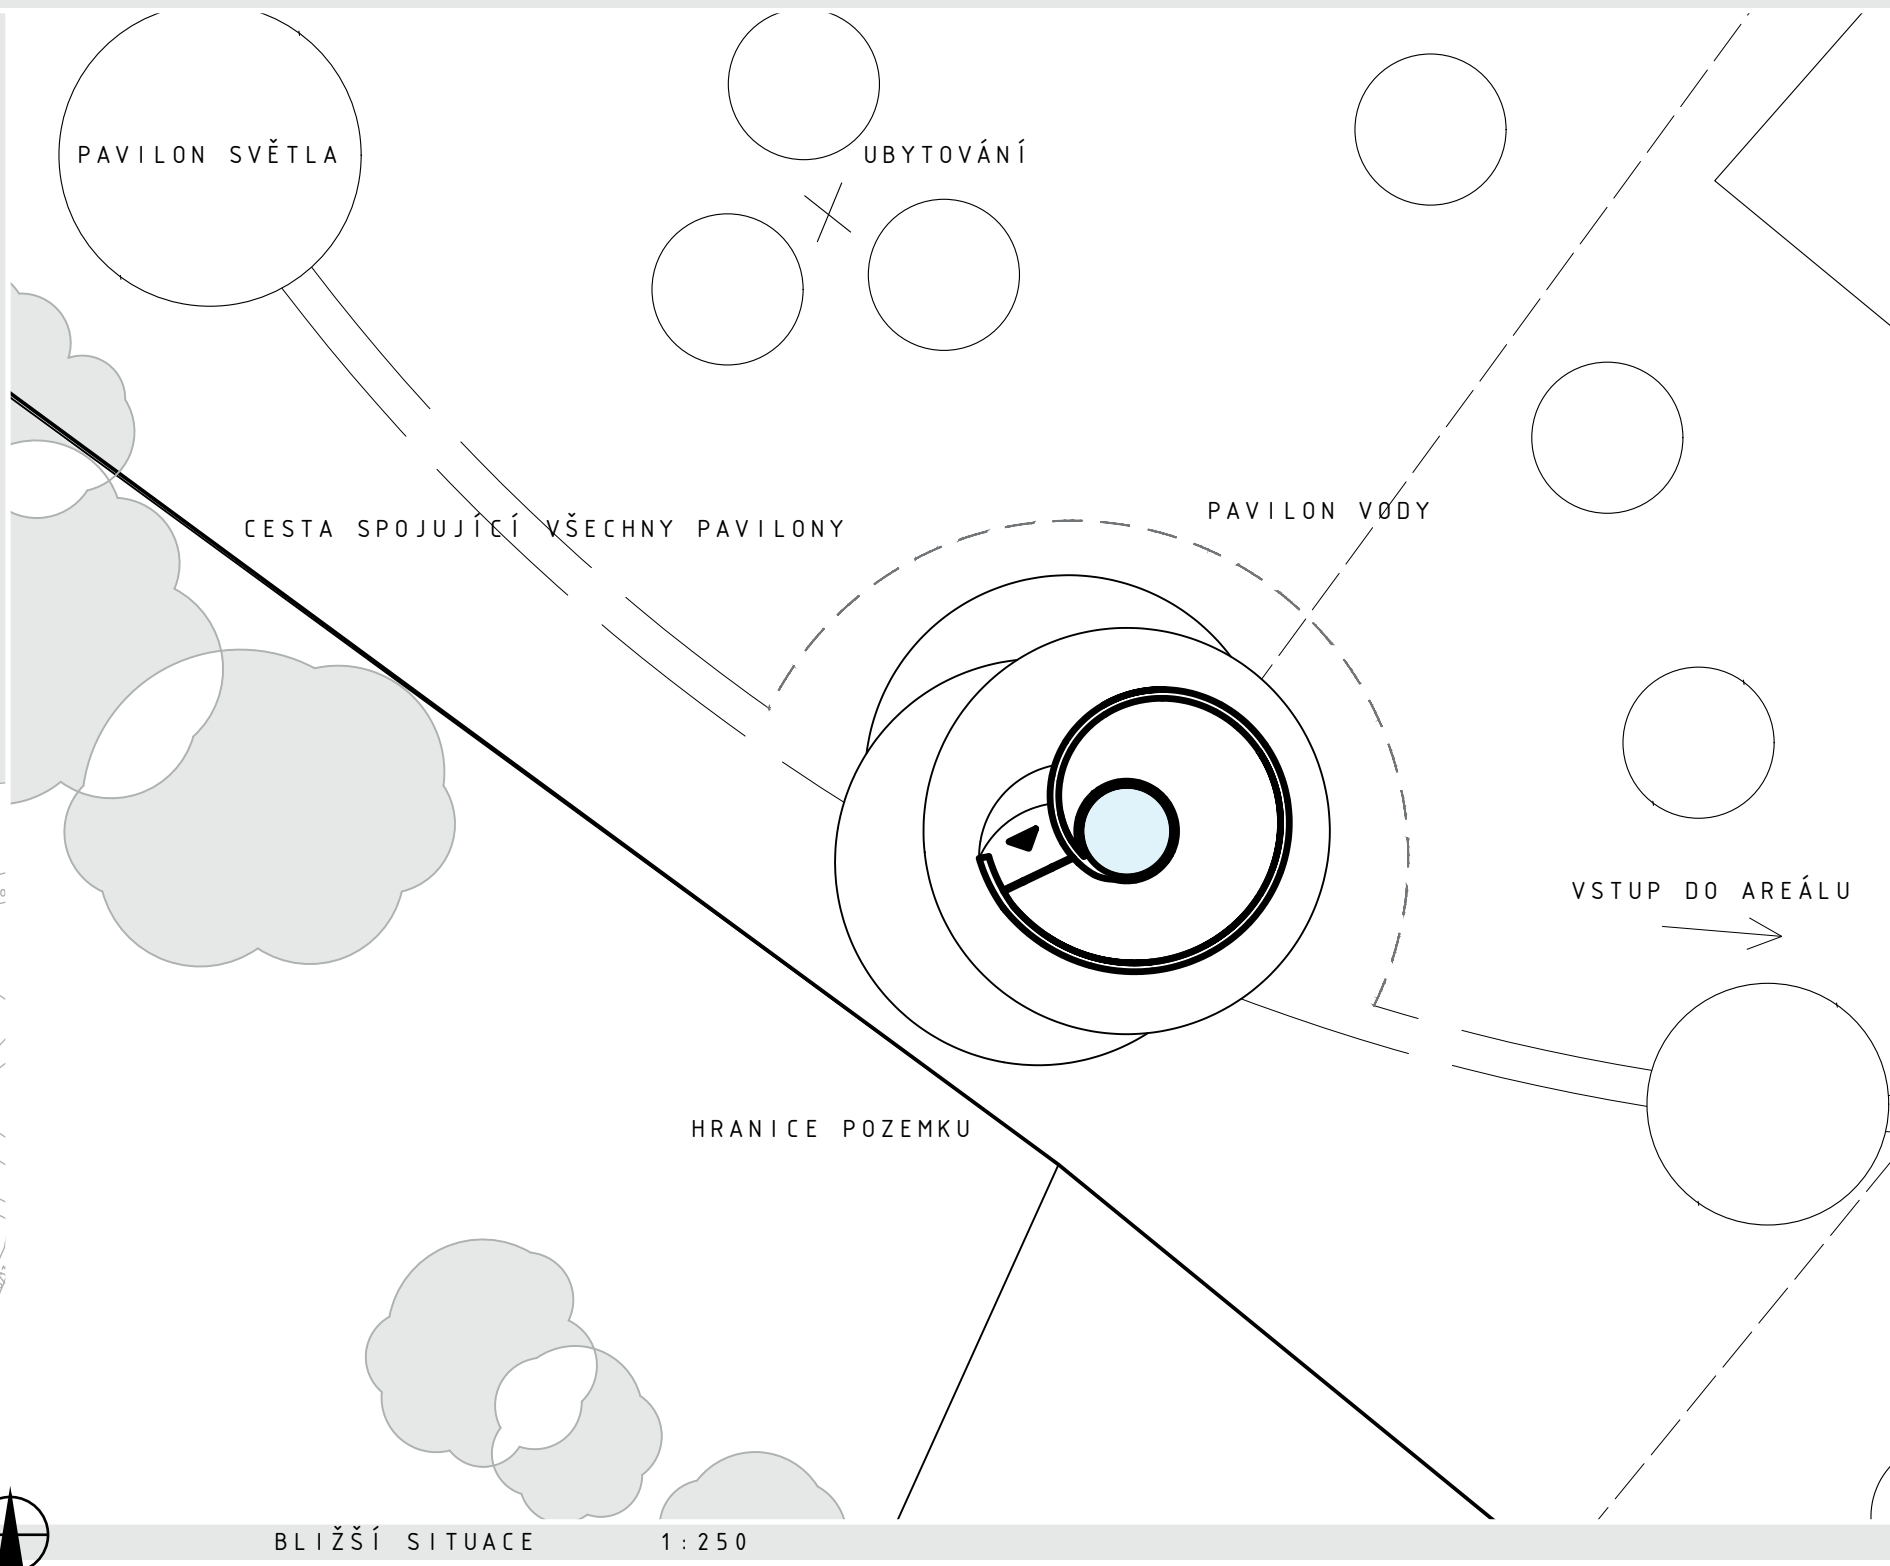 PAVILON SVĚTLA
UBYTOVÁNÍ
PAVILON VODY
CESTA SPOJUJÍCÍ VŠECHNY PAVILONY
VSTUP DO AREÁLU
HRANICE POZEMKU
BLIŽŠÍ SITUACE 1:250